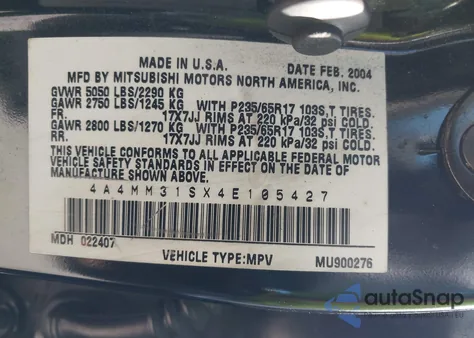 MADE IN U.S.A. DATE FEB. 2004
MFD BY MITSUBISHI MOTORS NORTH AMERICA, INC.
GVWR 5050 LBS/2290 KG
GAWR 2750 LBS/1245 KG WITH P235/65R17 103S,T TIRES.
FR. 17X7JJ RIMS AT 220 kPa/32 psi COLD.
GAWR 2800 LBS/1270 KG WITH P235/65R17 103S,T TIRES.
RR. 17X7JJ RIMS AT 220 kPa/32 psi COLD.
THIS VEHICLE CONFORMS TO ALL APPLICABLE FEDERAL MOTOR
VEHICLE SAFETY STANDARDS IN EFFECT ON THE DATE OF
MANUFACTURE SHOWN ABOVE.
4A4MM31SX4E105427
MDH 022407
VEHICLE TYPE:MPV MU900276
autoSnap